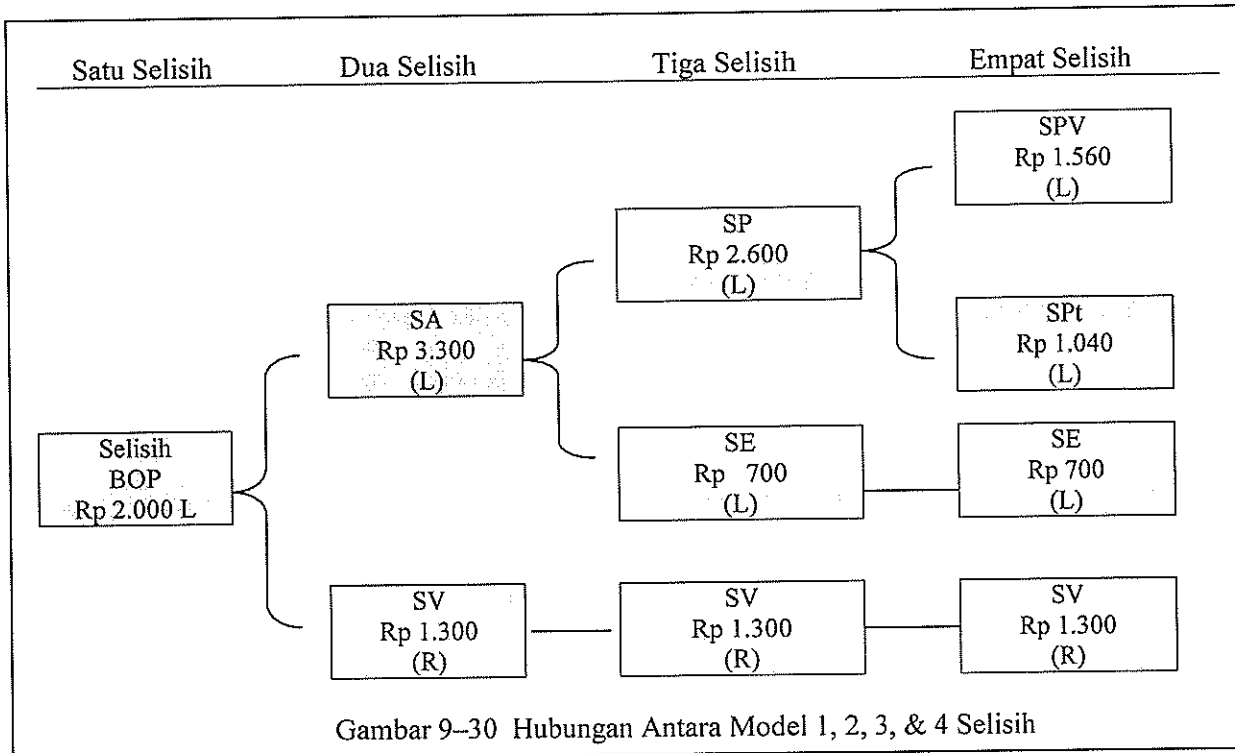 Satu Selisih
Dua Selisih
Tiga Selisih
Empat Selisih
Selisih
BOP
Rp 2.000 L
SA
Rp 3.300
(L)
SV
Rp 1.300
(R)
SP
Rp 2.600
(L)
SE
Rp 700
(L)
SV
Rp 1.300
(R)
SPV
Rp 1.560
(L)
SPt
Rp 1.040
(L)
SE
Rp 700
(L)
SV
Rp 1.300
(R)
Gambar 9–30 Hubungan Antara Model 1, 2, 3, & 4 Selisih